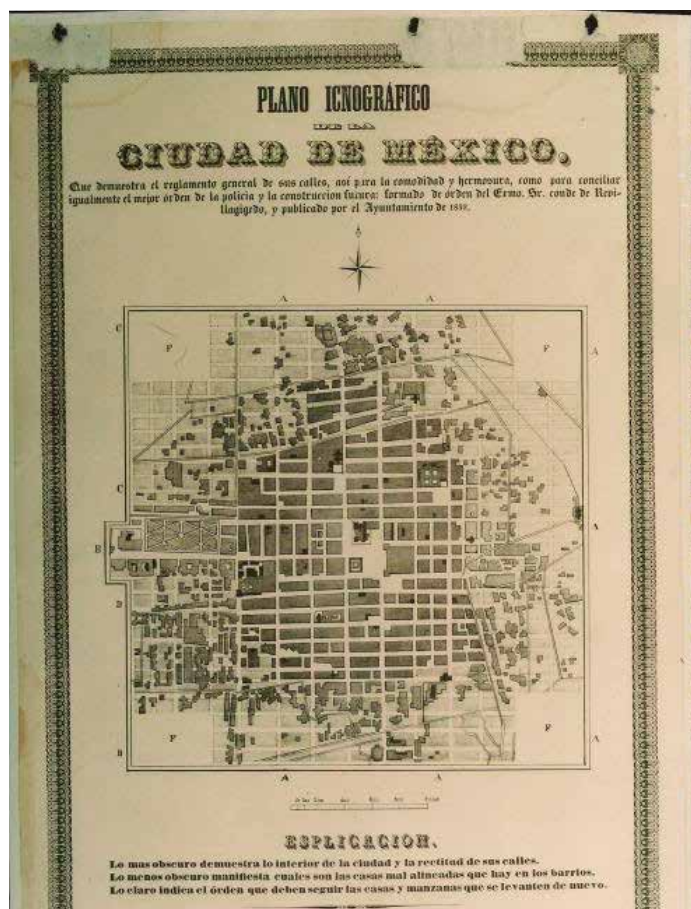 PLANO ICNOGRÁFICO
DE LA
CIUDAD DE MÉXICO.
Que demuestra el reglamento general de sus calles, asi para la comodidad y hermosura, como para conciliar
igualmente el mejor órden de la policia y la construccion futura: formado de órden del Exmo. Sr. conde de Revi-
llagigedo, y publicado por el Ayuntamiento de
A A
C F F A
C
B A
D
F F
B A
A A
ESPLICACION.
Lo mas obscuro demuestra lo interior de la ciudad y la rectitud de sus calles.
Lo menos obscuro manifiesta cuales son las casas mal alineadas que hay en los barrios.
Lo claro indica el órden que deben seguir las casas y manzanas que se levanten de nuevo.